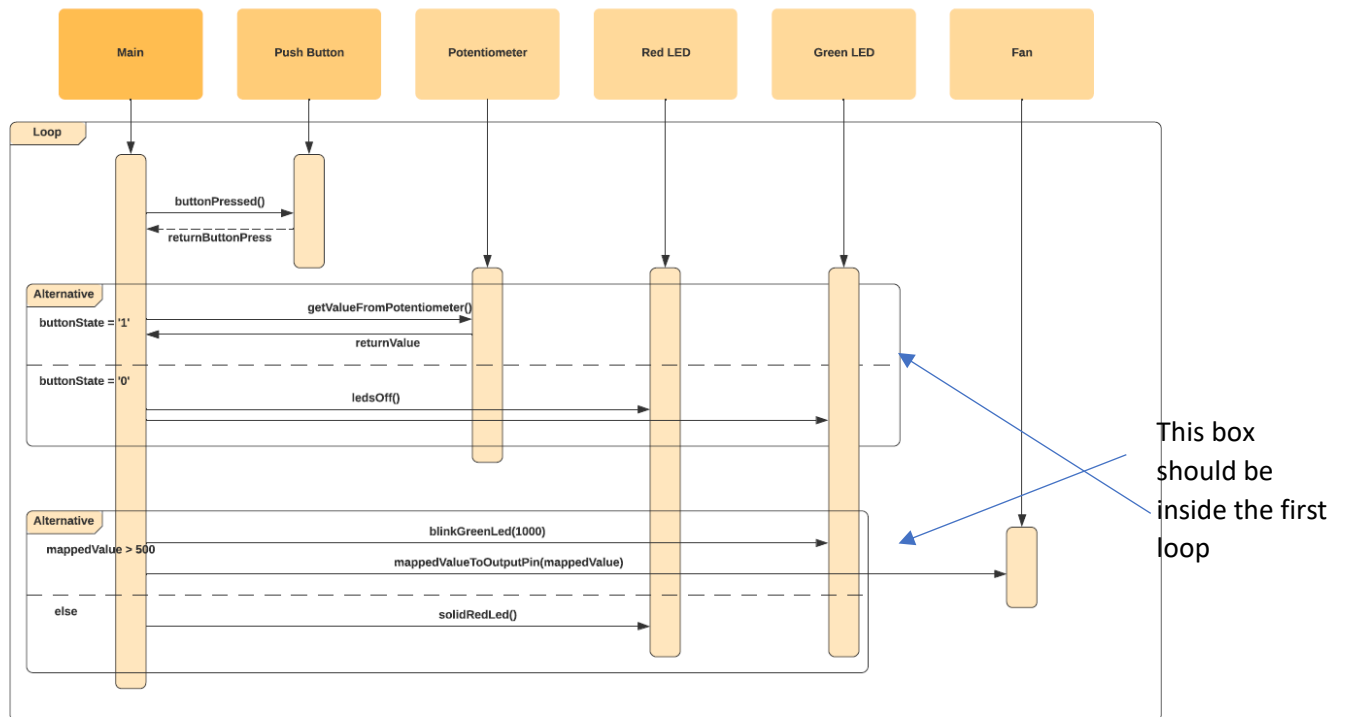 Main
Push Button
Potentiometer
Red LED
Green LED
Fan
Loop
buttonPressed()
returnButtonPress
Alternative
getValueFromPotentiometer()
buttonState = '1'
returnValue
buttonState = '0'
ledsOff()
This box
should be
inside the first
loop
Alternative
blinkGreenLed(1000)
mappedValue > 500
mappedValueToOutputPin(mappedValue)
else
solidRedLed()